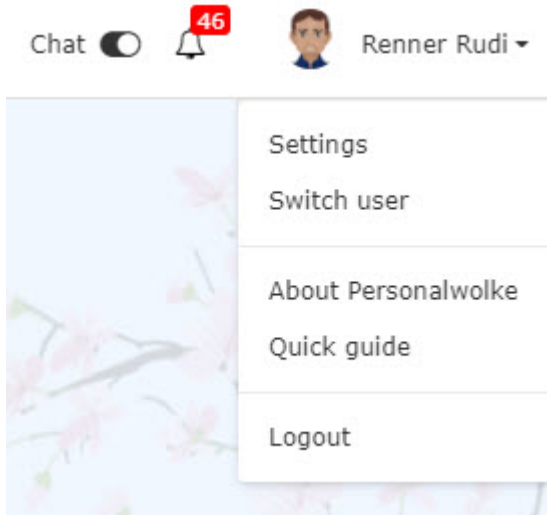 Chat 46 Renner Rudi
Settings
Switch user
About Personalwolke
Quick guide
Logout